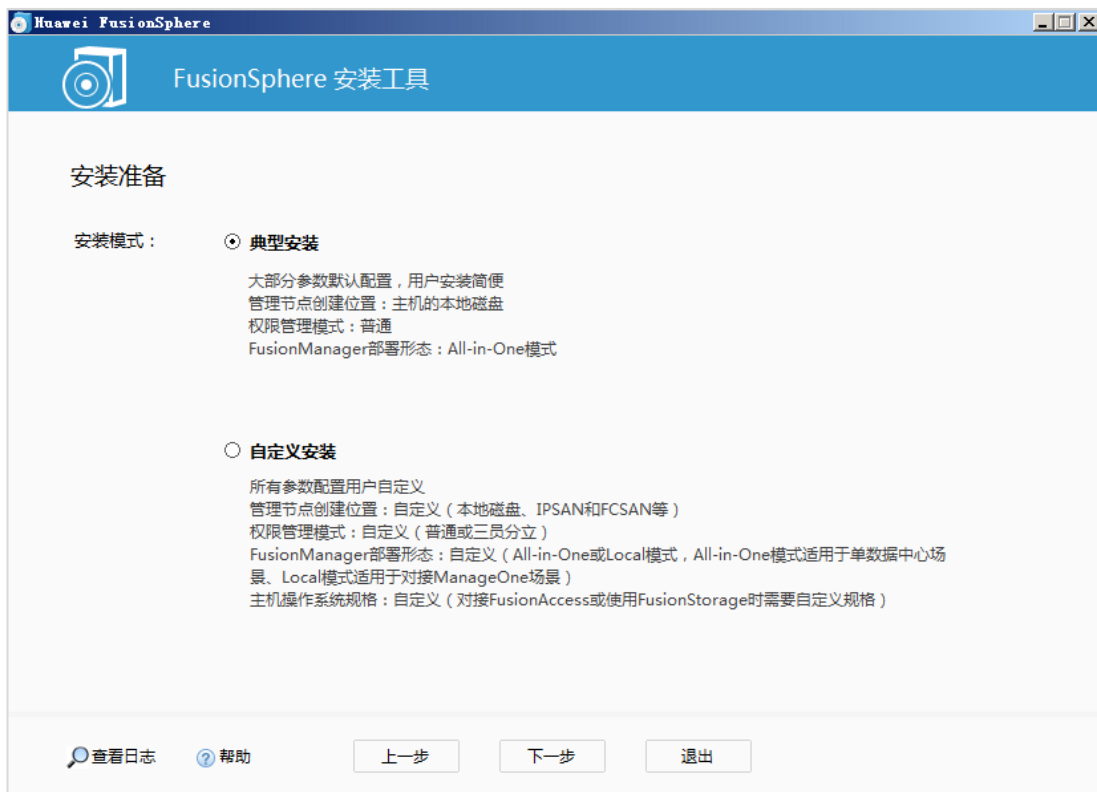 Huawei FusionSphere
FusionSphere 安装工具
安装准备
安装模式：
典型安装
大部分参数默认配置，用户安装简便
管理节点创建位置：主机的本地磁盘
权限管理模式：普通
FusionManager部署形态：All-in-One模式
自定义安装
所有参数配置用户自定义
管理节点创建位置：自定义（本地磁盘、IPSAN和FCSAN等）
权限管理模式：自定义（普通或三员分立）
FusionManager部署形态：自定义（All-in-One或Local模式，All-in-One模式适用于单数据中心场
景、Local模式适用于对接ManageOne场景）
主机操作系统规格：自定义（对接FusionAccess或使用FusionStorage时需要自定义规格）
查看日志 帮助 上一步 下一步 退出